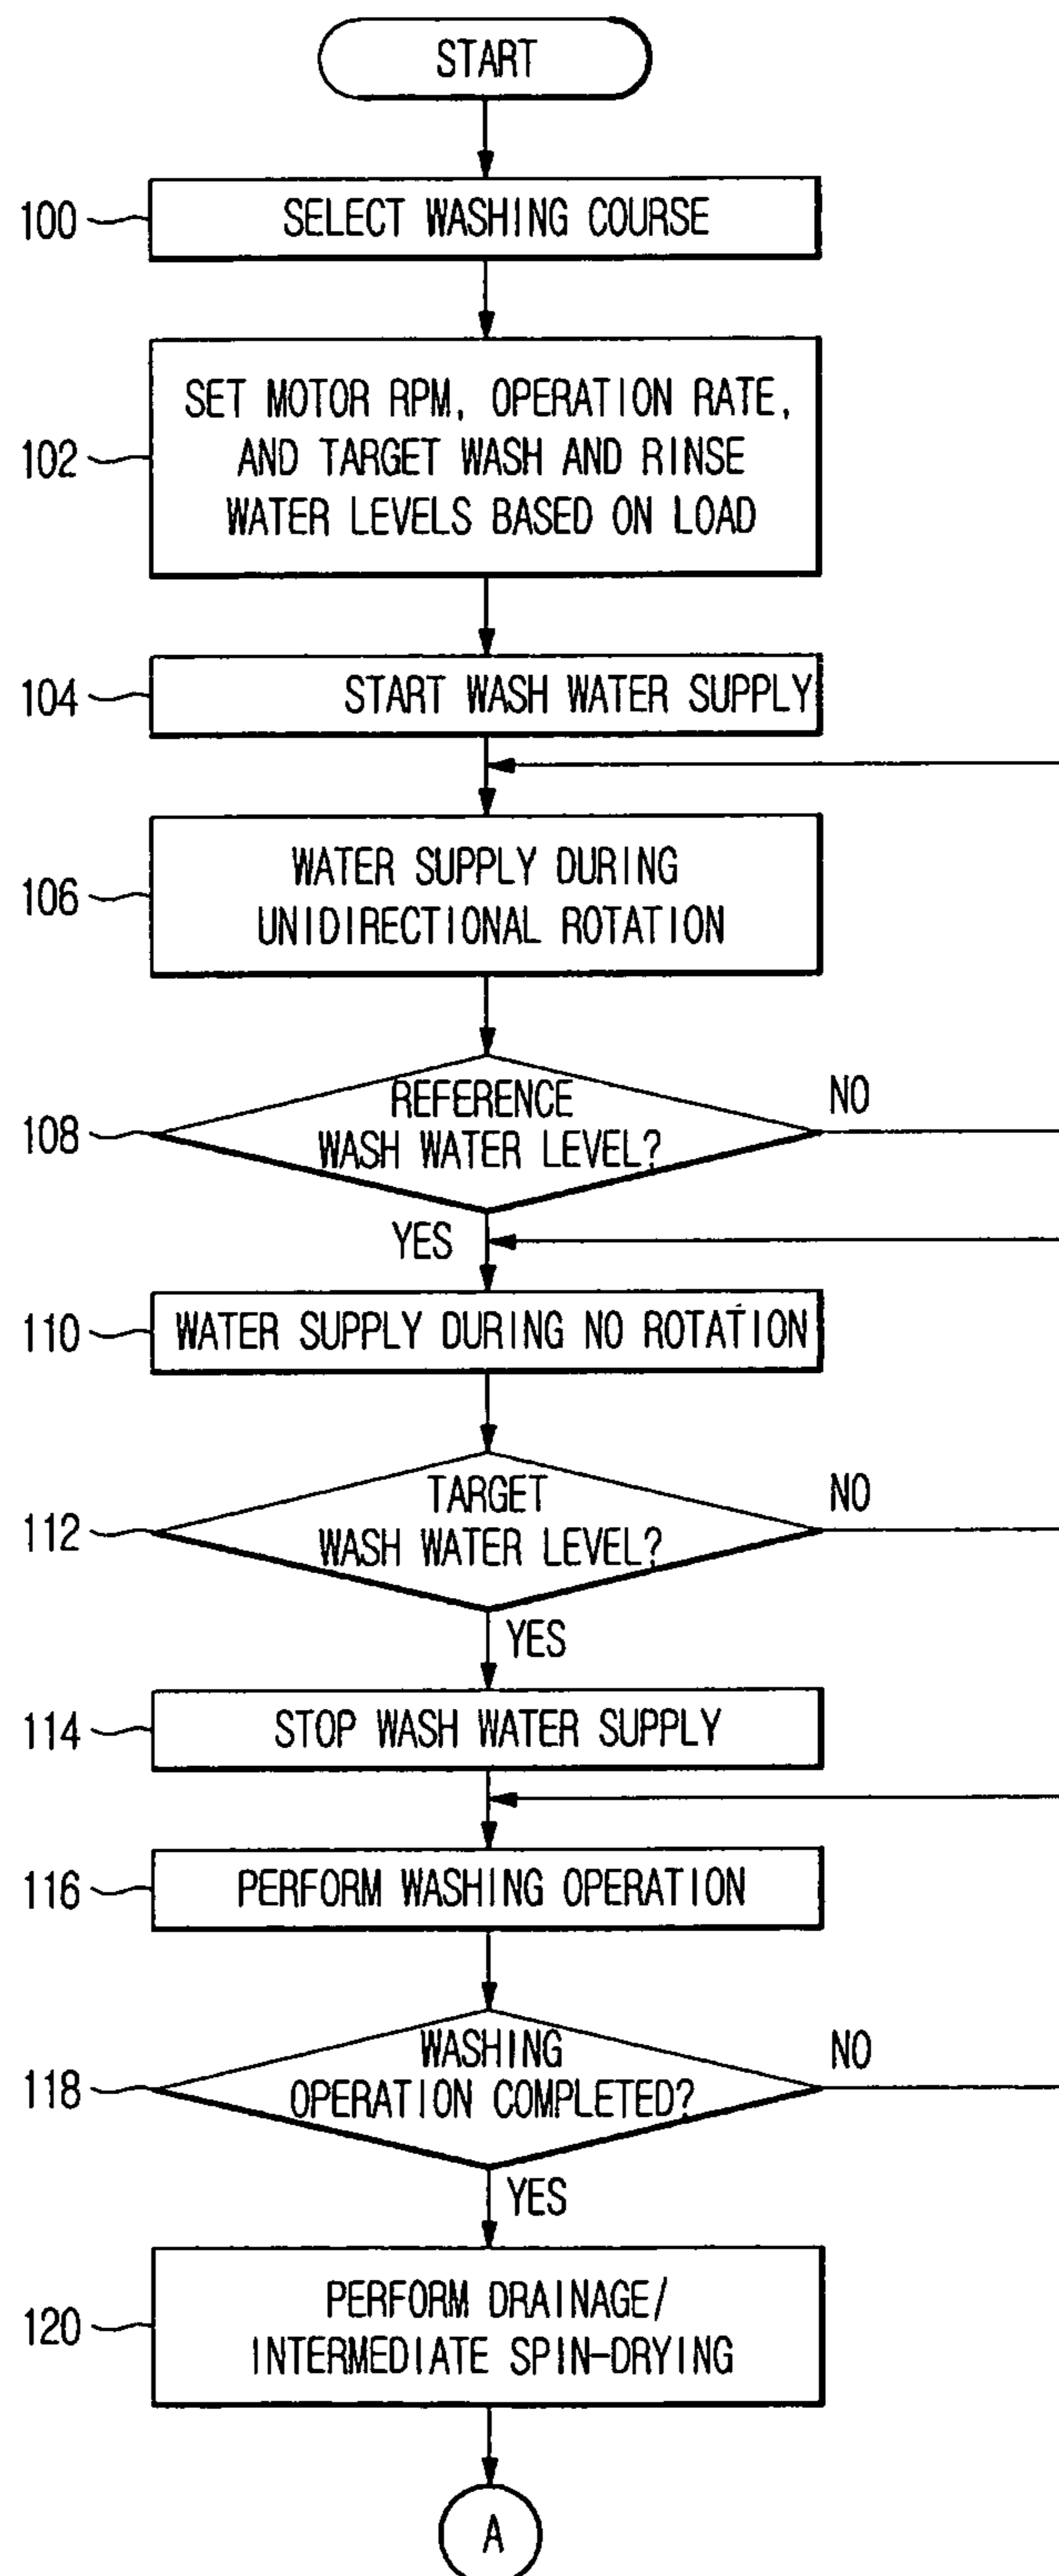 START
100
SELECT WASHING COURSE
102
SET MOTOR RPM, OPERATION RATE,
AND TARGET WASH AND RINSE
WATER LEVELS BASED ON LOAD
104
START WASH WATER SUPPLY
106
WATER SUPPLY DURING
UNIDIRECTIONAL ROTATION
108
REFERENCE
WASH WATER LEVEL?
NO
YES
110
WATER SUPPLY DURING NO ROTATION
112
TARGET
WASH WATER LEVEL?
NO
YES
114
STOP WASH WATER SUPPLY
116
PERFORM WASHING OPERATION
118
WASHING
OPERATION COMPLETED?
NO
YES
120
PERFORM DRAINAGE/
INTERMEDIATE SPIN-DRYING
A